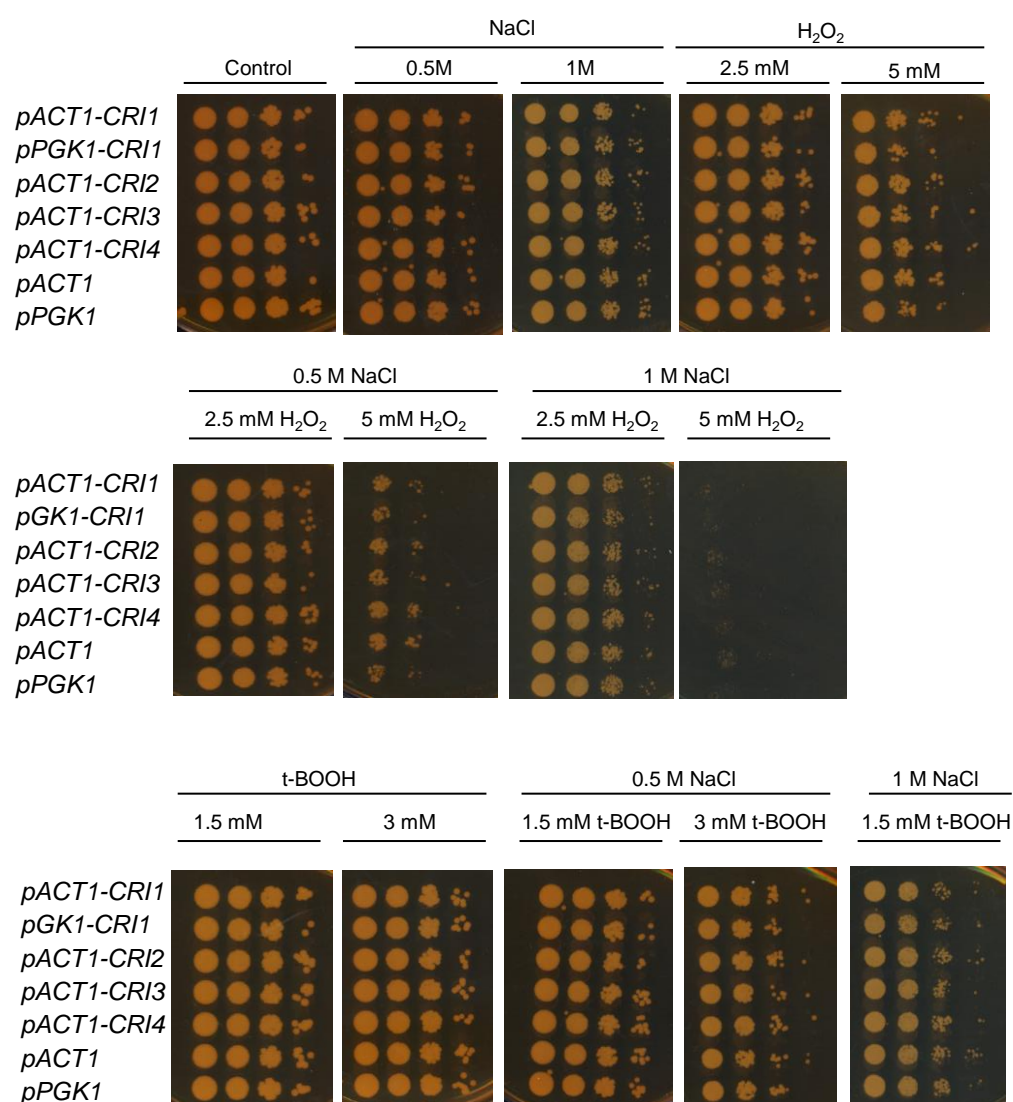 NaCl H₂O₂
Control 0.5M 1M 2.5 mM 5 mM
pACT1-CRI1
pPGK1-CRI1
pACT1-CRI2
pACT1-CRI3
pACT1-CRI4
pACT1
pPGK1
0.5 M NaCl 1 M NaCl
2.5 mM H₂O₂ 5 mM H₂O₂ 2.5 mM H₂O₂ 5 mM H₂O₂
pACT1-CRI1
pGK1-CRI1
pACT1-CRI2
pACT1-CRI3
pACT1-CRI4
pACT1
pPGK1
t-BOOH 0.5 M NaCl 1 M NaCl
1.5 mM 3 mM 1.5 mM t-BOOH 3 mM t-BOOH 1.5 mM t-BOOH
pACT1-CRI1
pGK1-CRI1
pACT1-CRI2
pACT1-CRI3
pACT1-CRI4
pACT1
pPGK1